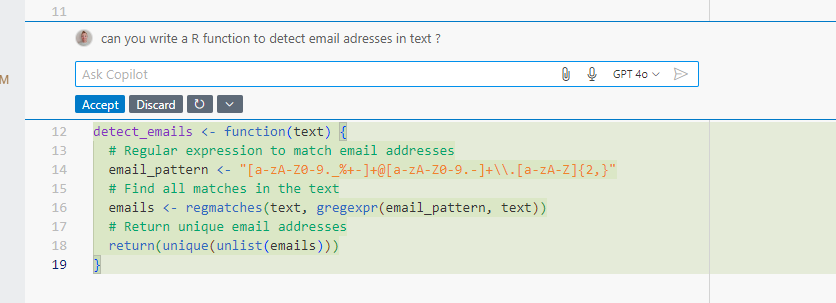 11
can you write a R function to detect email adresses in text ?
Ask Copilot GPT 4o
Accept Discard
M
12 detect_emails <- function(text) {
13 # Regular expression to match email addresses
14 email_pattern <- "[a-zA-Z0-9._%+-]+@[a-zA-Z0-9.-]+\\.[a-zA-Z]{2,}"
15 # Find all matches in the text
16 emails <- regmatches(text, gregexpr(email_pattern, text))
17 # Return unique email addresses
18 return(unique(unlist(emails)))
19 }